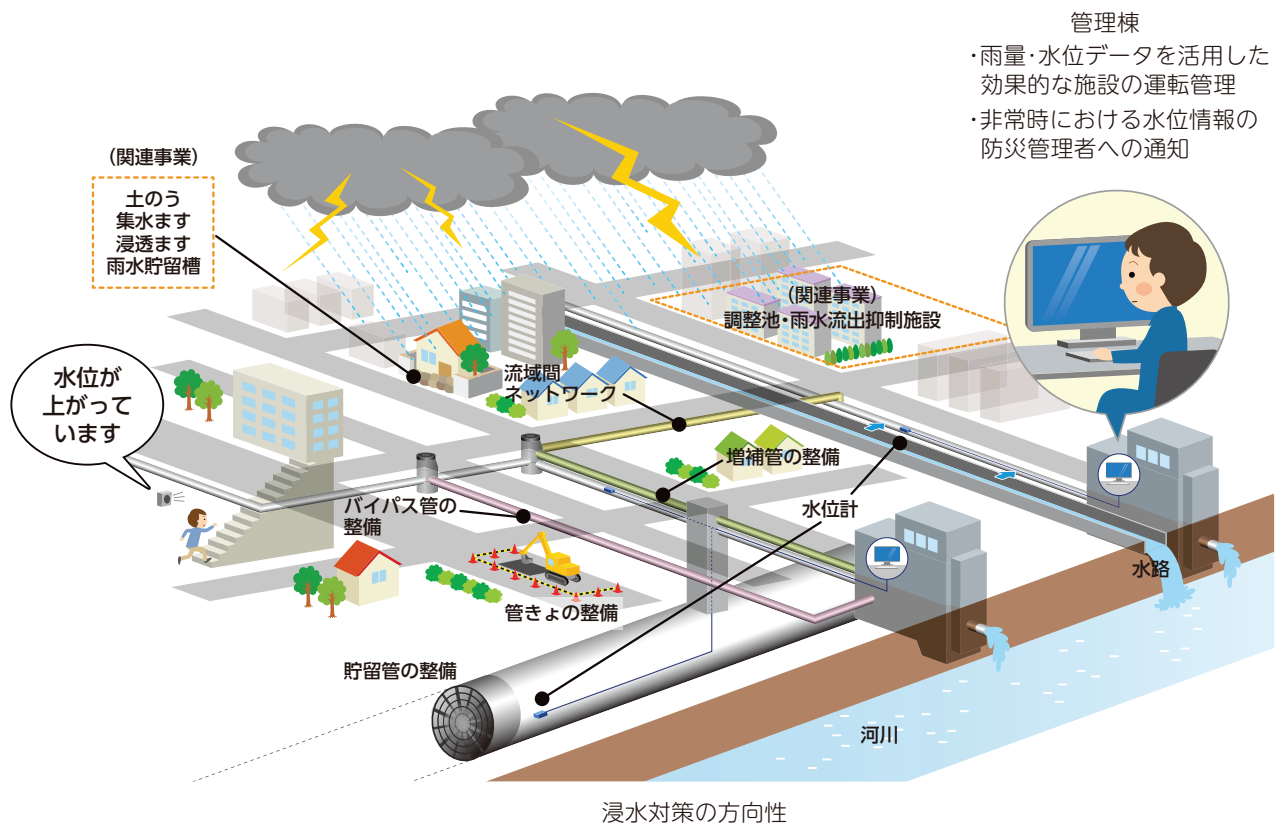 管理棟
・雨量・水位データを活用した
効果的な施設の運転管理
・非常時における水位情報の
防災管理者への通知
（関連事業）
土のう
集水ます
浸透ます
雨水貯留槽
（関連事業）
調整池・雨水流出抑制施設
水位が
上がって
います
流域間
ネットワーク
増補管の整備
バイパス管の
整備
水位計
水路
管きょの整備
貯留管の整備
河川
浸水対策の方向性